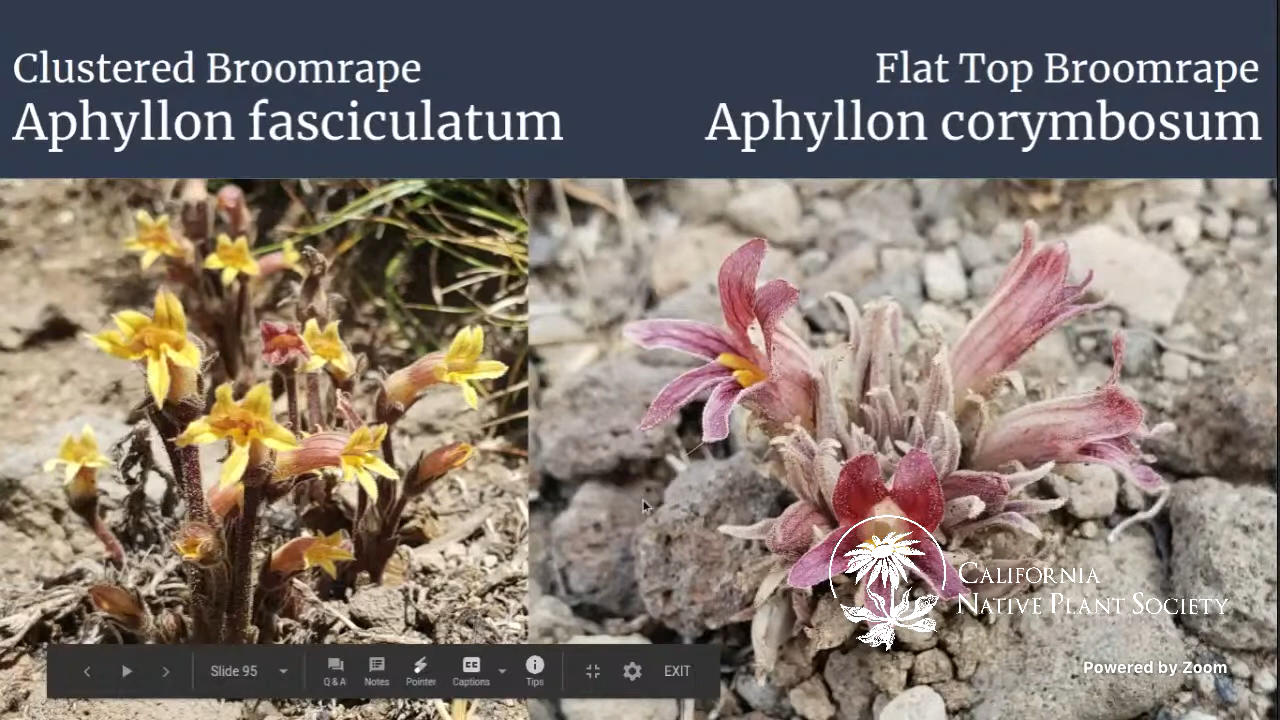 Clustered Broomrape
Aphyllon fasciculatum
Flat Top Broomrape
Aphyllon corymbosum
California
Native Plant Society
Powered by Zoom
Slide 95
Q & A
Notes
Pointer
Captions
CC
Tips
EXIT